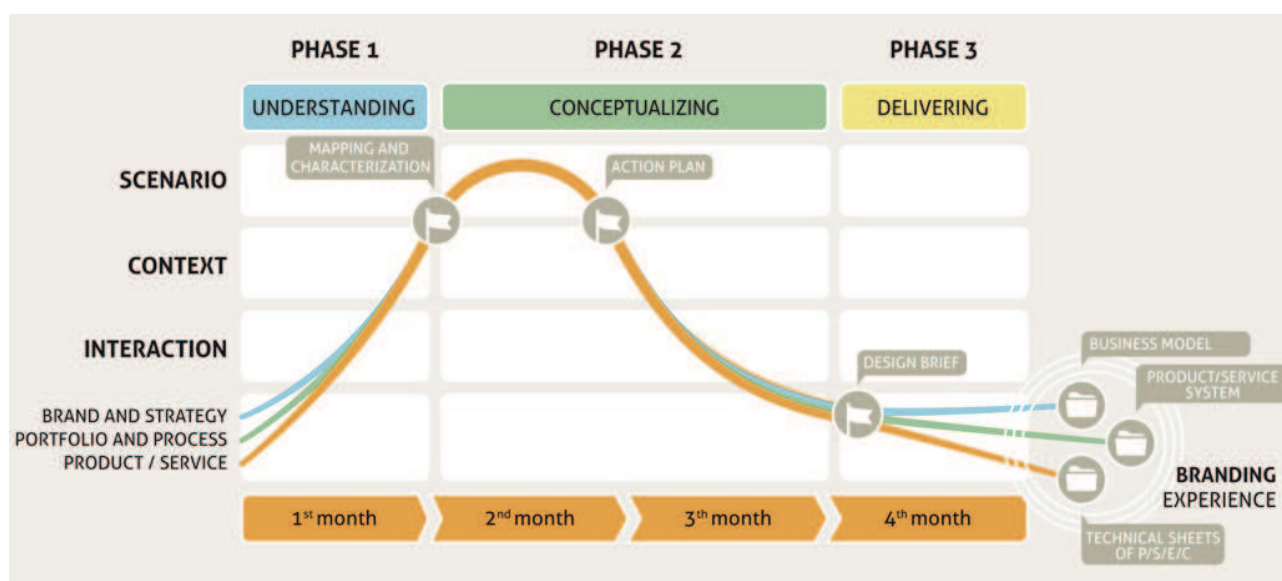 PHASE 1
PHASE 2
PHASE 3
UNDERSTANDING
CONCEPTUALIZING
DELIVERING
MAPPING AND
CHARACTERIZATION
ACTION PLAN
SCENARIO
CONTEXT
INTERACTION
DESIGN BRIEF
BUSINESS MODEL
PRODUCT/SERVICE
SYSTEM
BRAND AND STRATEGY
PORTFOLIO AND PROCESS
PRODUCT / SERVICE
BRANDING
EXPERIENCE
1st month
2nd month
3th month
4th month
TECHNICAL SHEETS
OF P/S/E/C